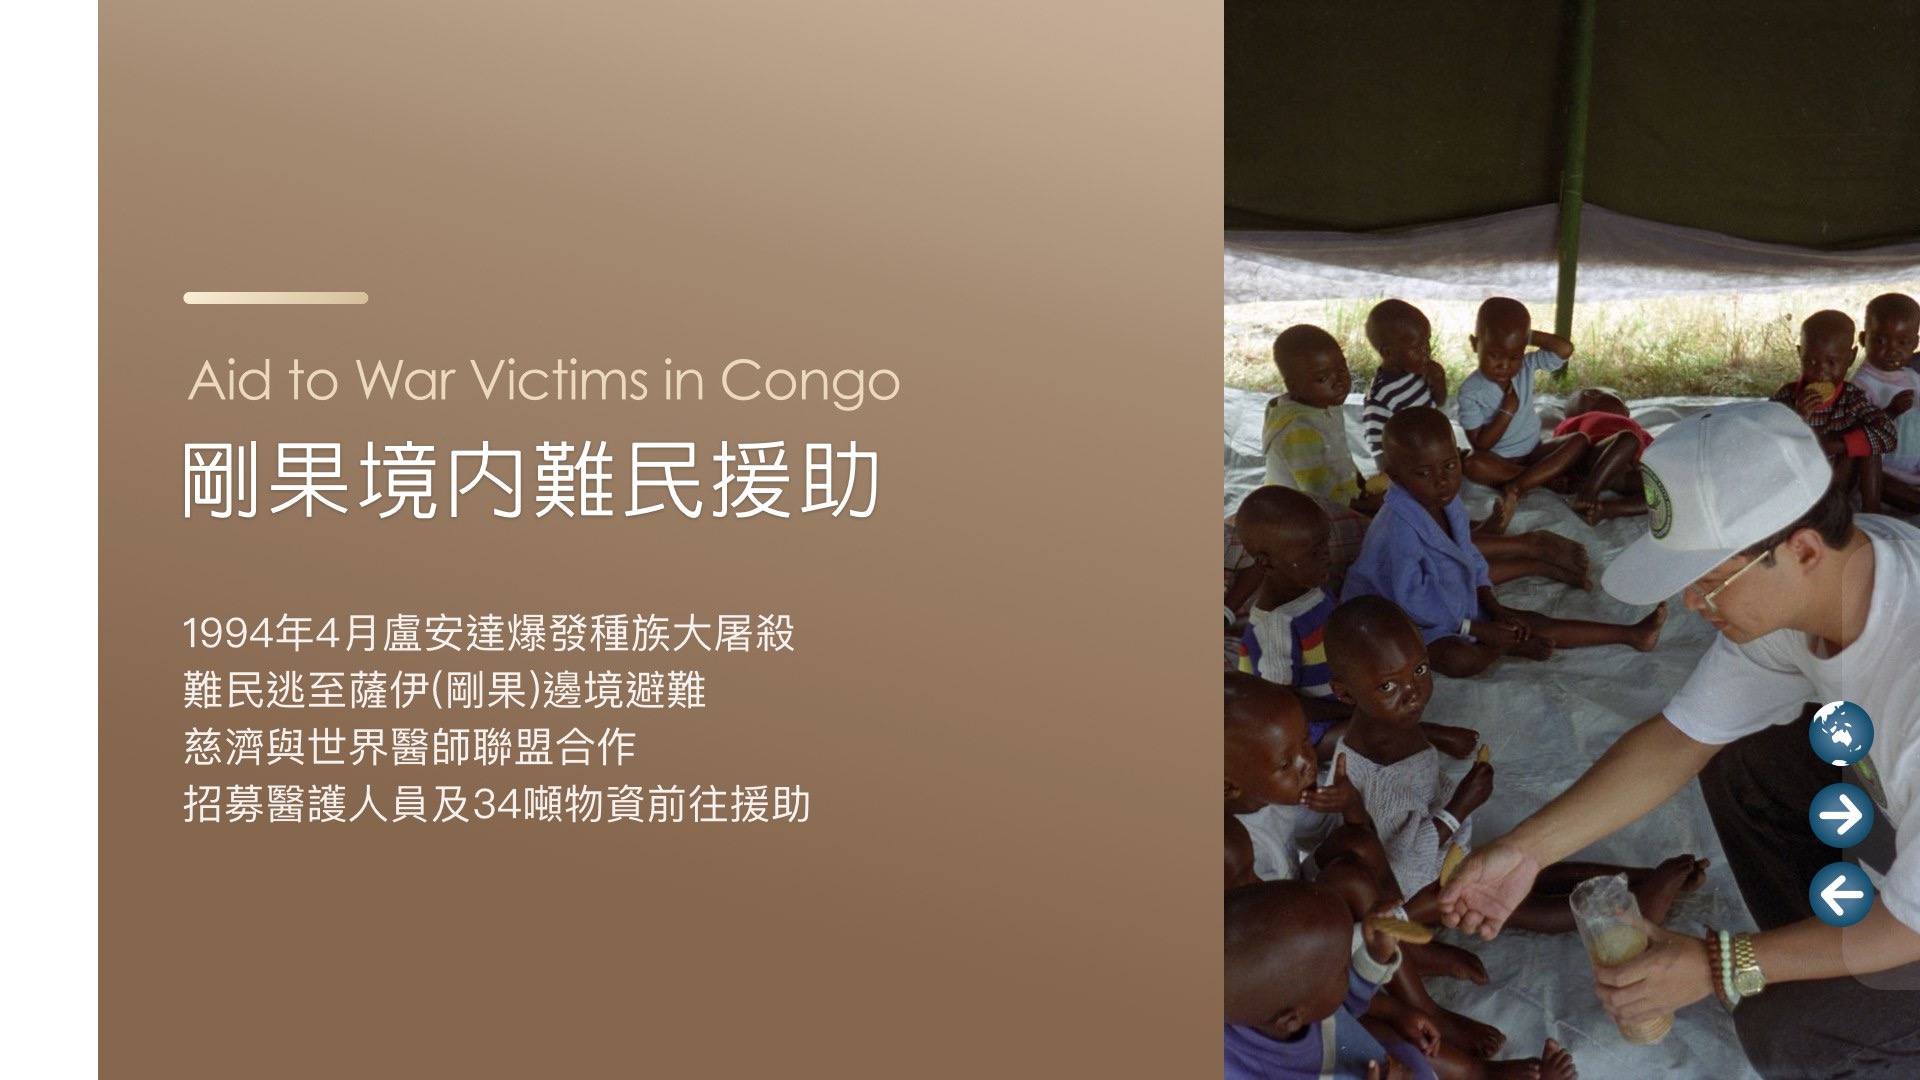 Aid to War Victims in Congo
剛果境内難民援助
1994年4月盧安達爆發種族大屠殺
難民逃至薩伊(剛果)邊境避難
慈濟與世界醫師聯盟合作
招募醫護人員及34噸物資前往援助